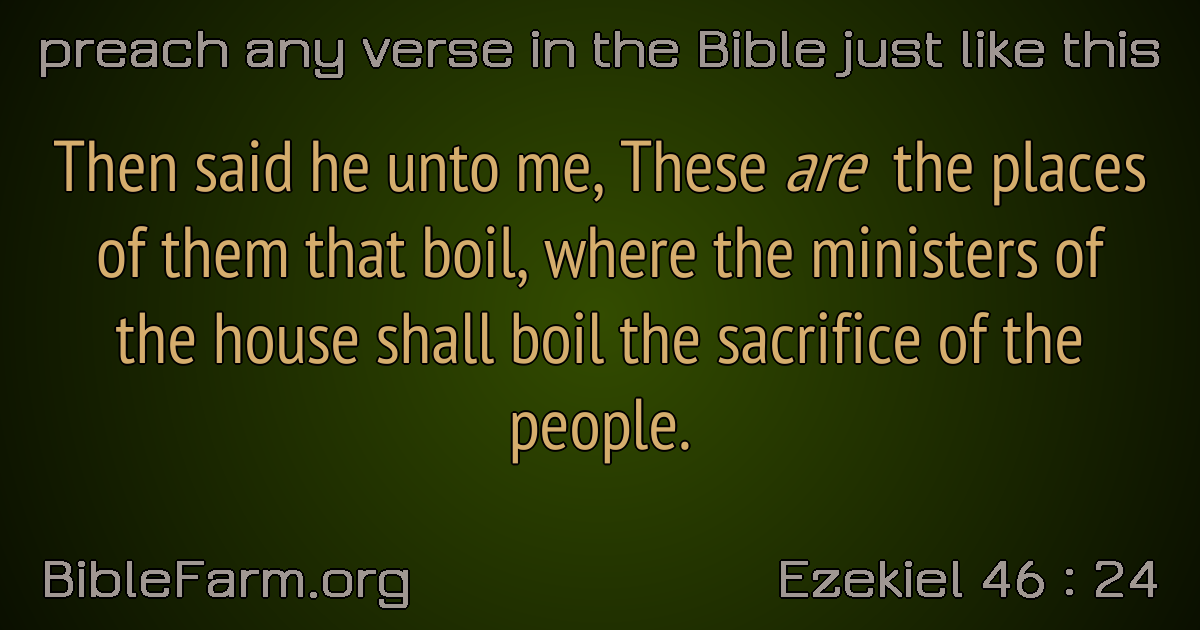 preach any verse in the Bible just like this
Then said he unto me, These are the places
of them that boil, where the ministers of
the house shall boil the sacrifice of the
people.
BibleFarm.org
Ezekiel 46 : 24